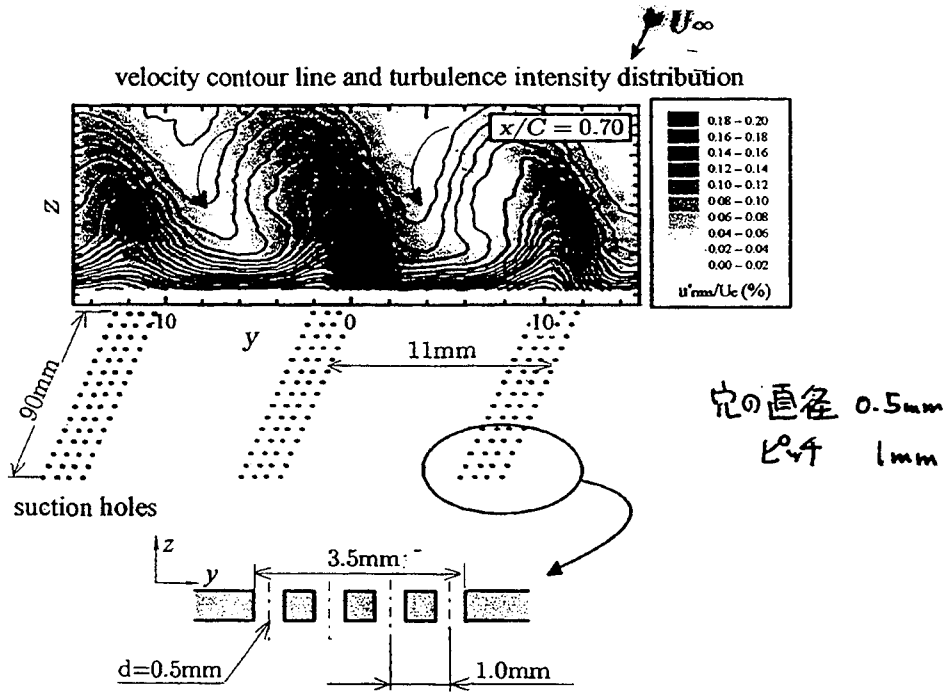 U∞
velocity contour line and turbulence intensity distribution
x/C = 0.70
0.18 – 0.20
0.16 – 0.18
0.14 – 0.16
0.12 – 0.14
0.10 – 0.12
0.08 – 0.10
0.06 – 0.08
0.04 – 0.06
0.02 – 0.04
0.00 – 0.02
u'rms/Ue (%)
z
-10 0 10
y
11mm
90mm
穴の直径 0.5mm
ピッチ 1mm
suction holes
z
y
3.5mm
d=0.5mm
1.0mm